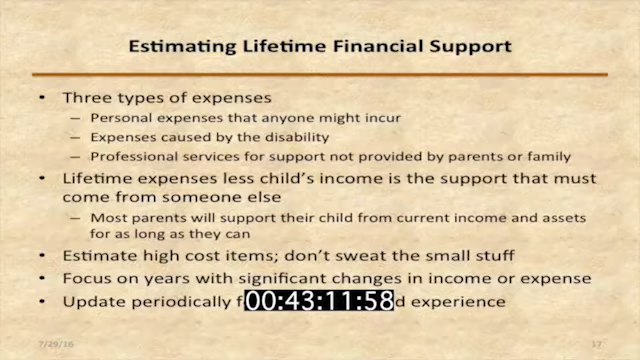 Estimating Lifetime Financial Support
• Three types of expenses
– Personal expenses that anyone might incur
– Expenses caused by the disability
– Professional services for support not provided by parents or family
• Lifetime expenses less child's income is the support that must
come from someone else
– Most parents will support their child from current income and assets
for as long as they can
• Estimate high cost items; don't sweat the small stuff
• Focus on years with significant changes in income or expense
• Update periodically 00:43:11:58 experience
7/29/16 17